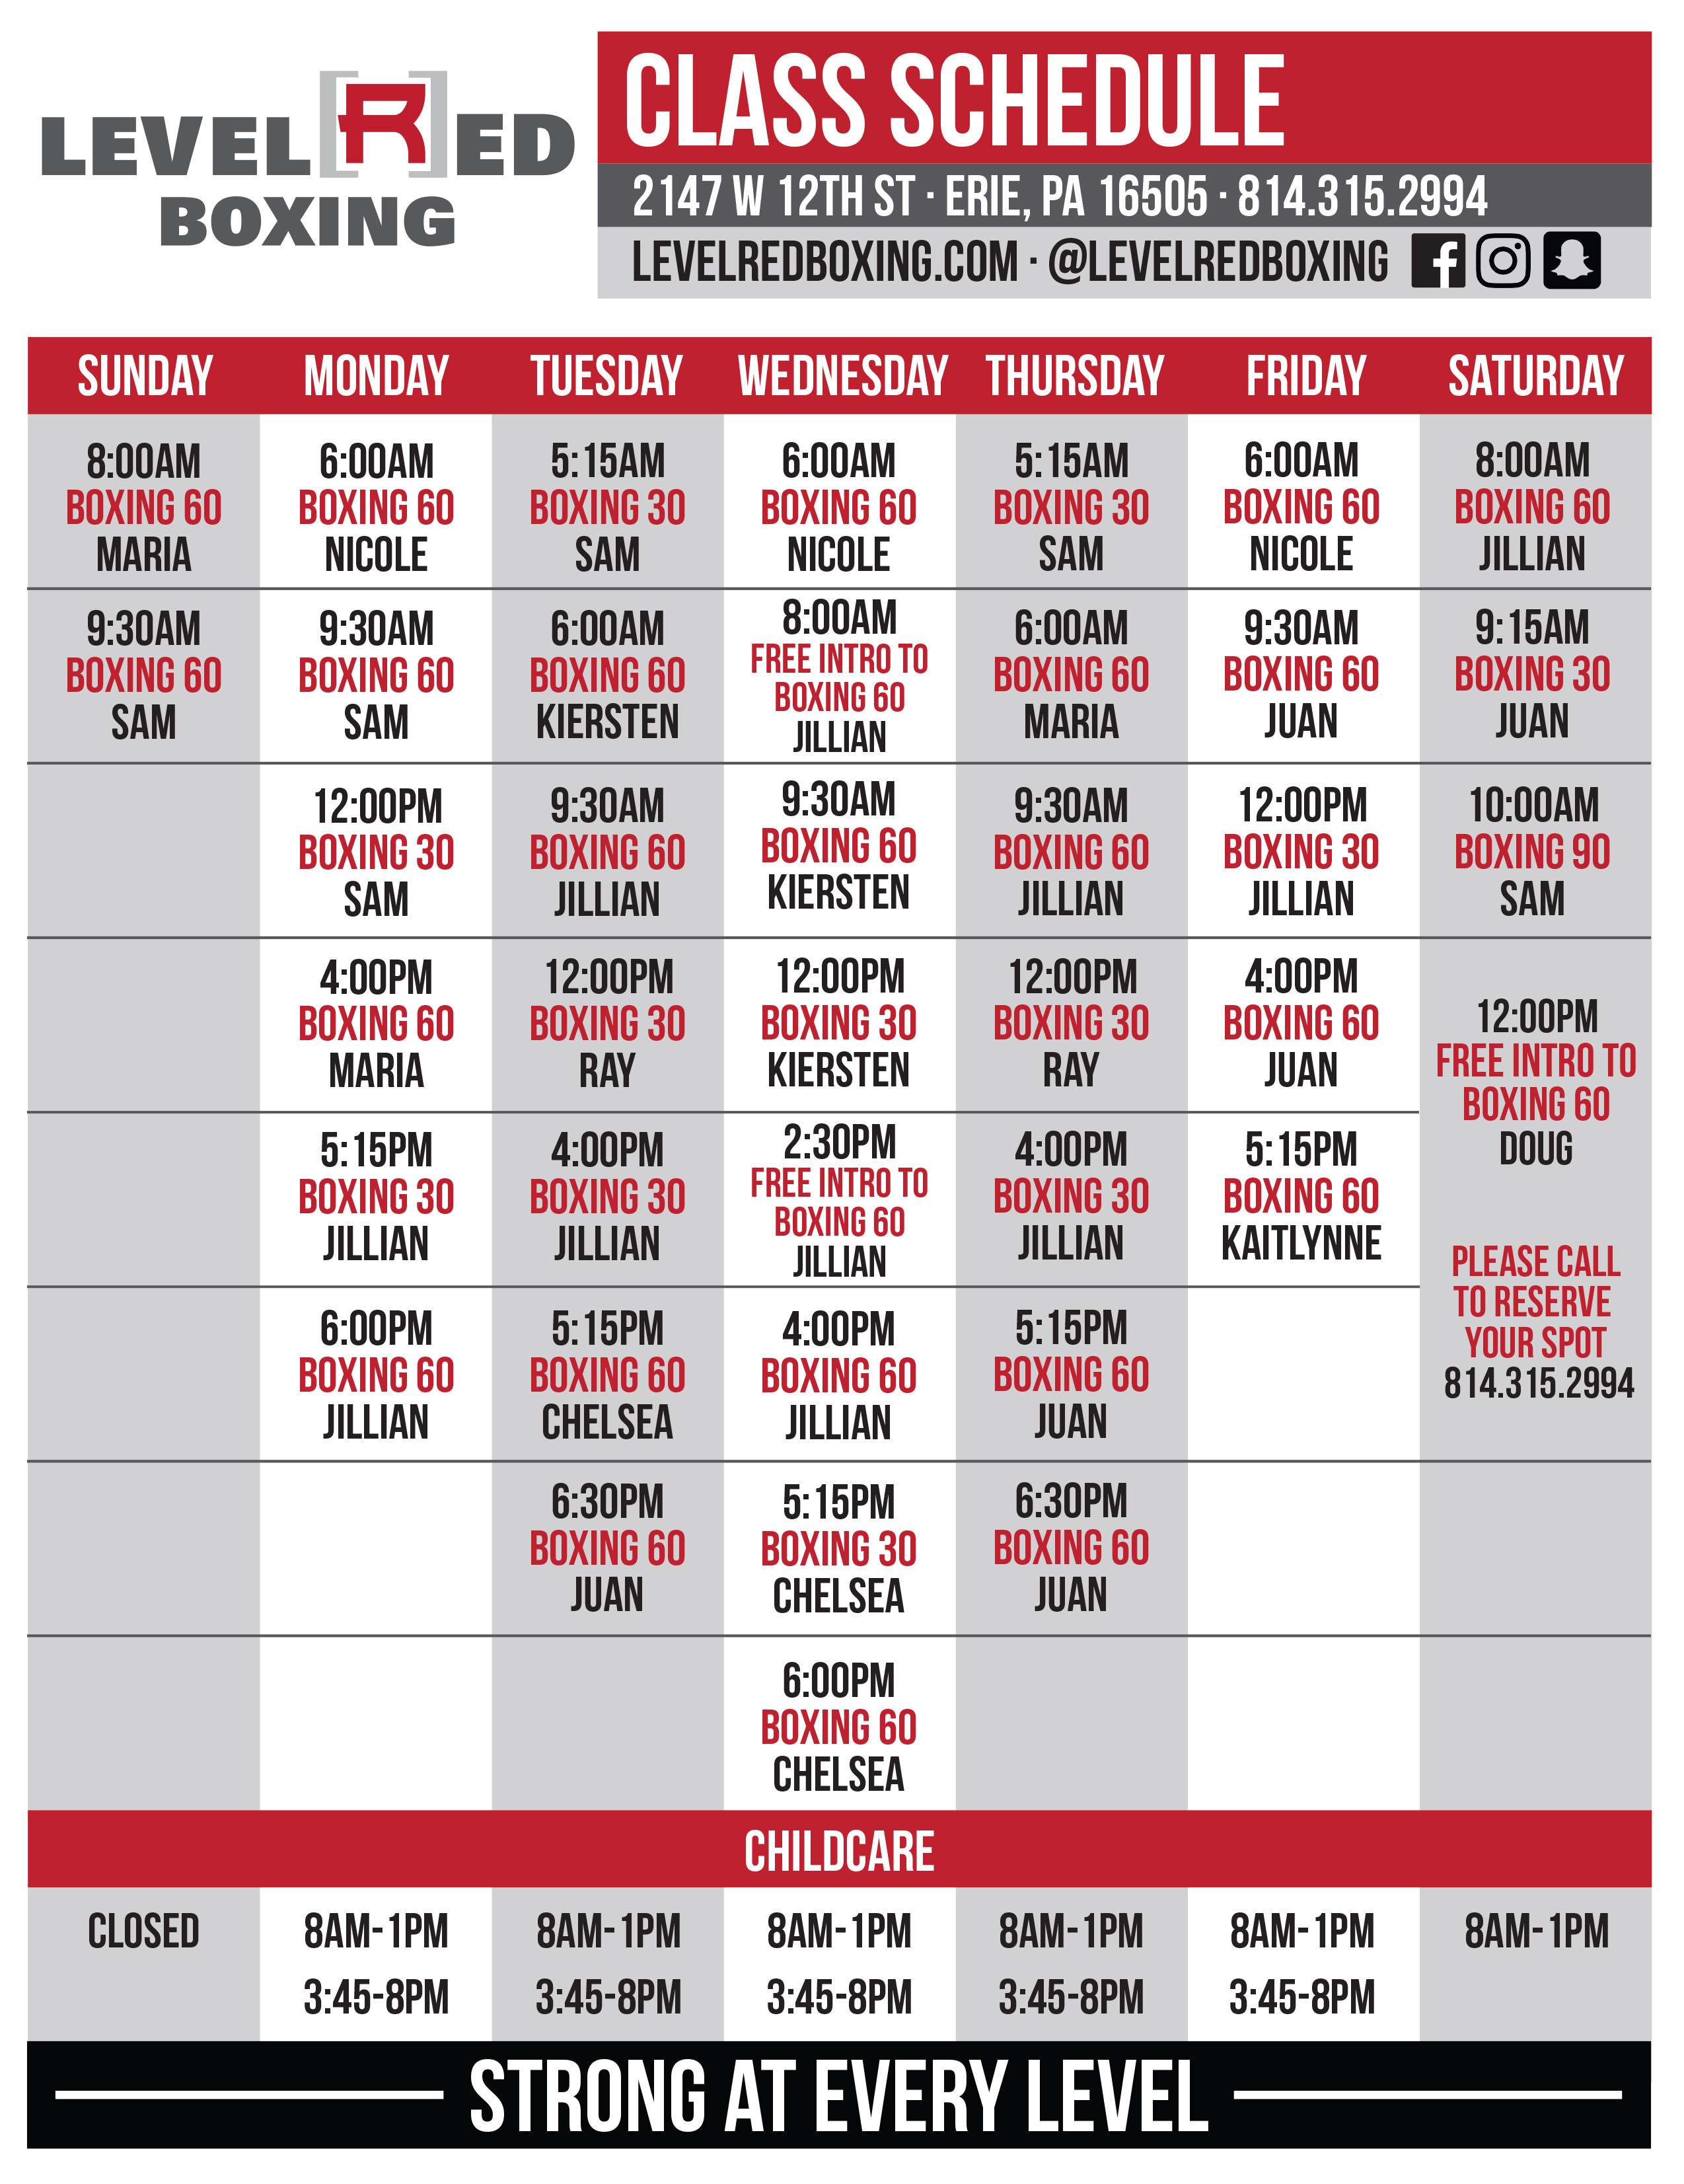 LEVEL RED
BOXING
CLASS SCHEDULE
2147 W 12TH ST · ERIE, PA 16505 · 814.315.2994
LEVELREDBOXING.COM · @LEVELREDBOXING
SUNDAY MONDAY TUESDAY WEDNESDAY THURSDAY FRIDAY SATURDAY
8:00AM 6:00AM 5:15AM 6:00AM 5:15AM 6:00AM 8:00AM
BOXING 60 BOXING 60 BOXING 30 BOXING 60 BOXING 30 BOXING 60 BOXING 60
MARIA NICOLE SAM NICOLE SAM NICOLE JILLIAN
9:30AM
BOXING 60
SAM
9:30AM
BOXING 60
SAM
6:00AM
BOXING 60
KIERSTEN
8:00AM
FREE INTRO TO
BOXING 60
JILLIAN
6:00AM
BOXING 60
MARIA
9:30AM
BOXING 60
JUAN
9:15AM
BOXING 30
JUAN
12:00PM 9:30AM 9:30AM 9:30AM 12:00PM 10:00AM
BOXING 30 BOXING 60 BOXING 60 BOXING 60 BOXING 30 BOXING 90
SAM JILLIAN KIERSTEN JILLIAN JILLIAN SAM
4:00PM
BOXING 60
MARIA
12:00PM
BOXING 30
RAY
12:00PM
BOXING 30
KIERSTEN
12:00PM
BOXING 30
RAY
4:00PM
BOXING 60
JUAN
12:00PM
FREE INTRO TO
BOXING 60
DOUG
5:15PM
BOXING 30
JILLIAN
4:00PM
BOXING 30
JILLIAN
2:30PM
FREE INTRO TO
BOXING 60
JILLIAN
4:00PM
BOXING 30
JILLIAN
5:15PM
BOXING 60
KAITLYNNE
PLEASE CALL
TO RESERVE
YOUR SPOT
814.315.2994
6:00PM 5:15PM 4:00PM 5:15PM
BOXING 60 BOXING 60 BOXING 60 BOXING 60
JILLIAN CHELSEA JILLIAN JUAN
6:30PM 5:15PM 6:30PM
BOXING 60 BOXING 30 BOXING 60
JUAN CHELSEA JUAN
6:00PM
BOXING 60
CHELSEA
CHILDCARE
CLOSED 8AM-1PM 8AM-1PM 8AM-1PM 8AM-1PM 8AM-1PM 8AM-1PM
3:45-8PM 3:45-8PM 3:45-8PM 3:45-8PM 3:45-8PM
STRONG AT EVERY LEVEL